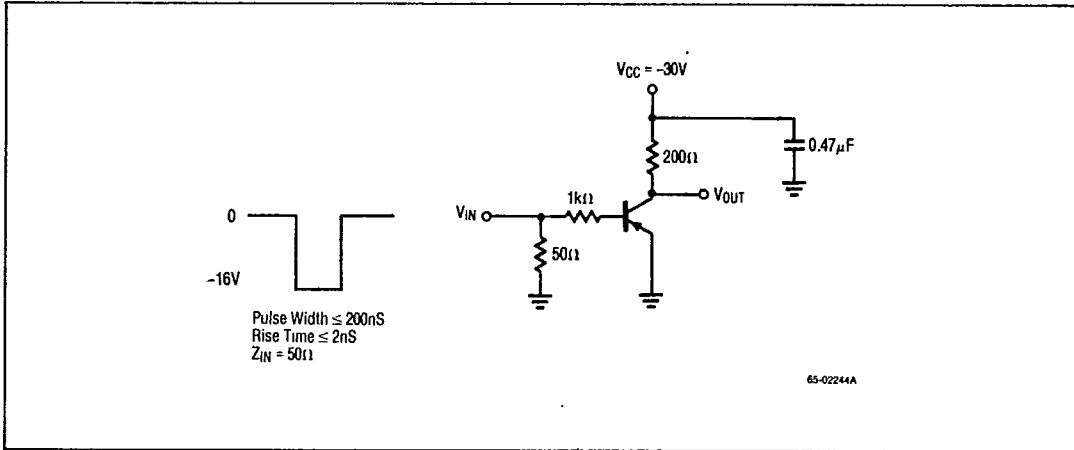 VCC = -30V
0.47μF
200Ω
VOUT
1kΩ
VIN
50Ω
0
-16V
Pulse Width ≤ 200nS
Rise Time ≤ 2nS
ZIN = 50Ω
65-02244A